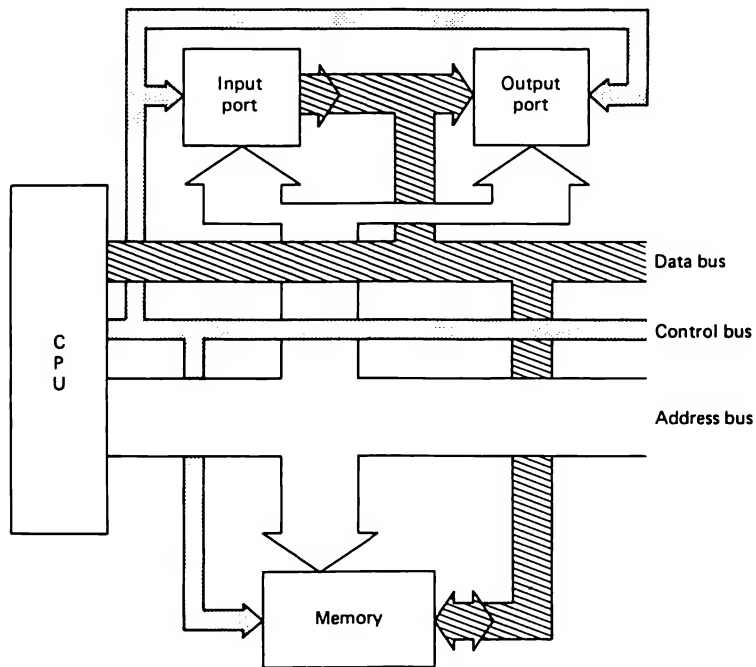 Input
port
Output
port
Data bus
Control bus
C
P
U
Address bus
Memory